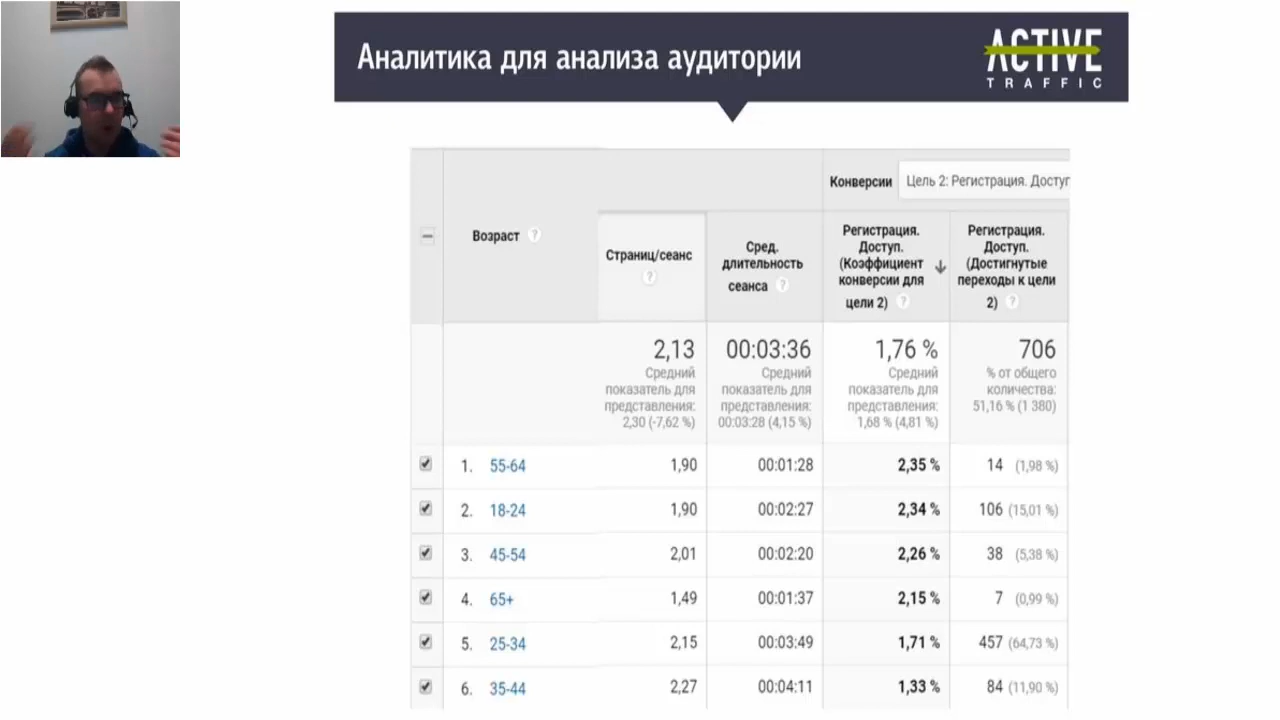 Аналитика для анализа аудитории
ACTIVE
TRAFFIC
Конверсии
Цель 2: Регистрация. Доступ
Возраст ?
Страниц/сеанс
?
Сред.
длительность
сеанса ?
Регистрация.
Доступ.
(Коэффициент
конверсии для
цели 2) ?
Регистрация.
Доступ.
(Достигнутые
переходы к цели
2) ?
2,13
Средний
показатель для
представления:
2,30 (-7,62 %)
00:03:36
Средний
показатель для
представления:
00:03:28 (4,15 %)
1,76 %
Средний
показатель для
представления:
1,68 % (4,81 %)
706
% от общего
количества:
51,16 % (1 380)
1. 55-64 1,90 00:01:28 2,35 % 14 (1,98 %)
2. 18-24 1,90 00:02:27 2,34 % 106 (15,01 %)
3. 45-54 2,01 00:02:20 2,26 % 38 (5,38 %)
4. 65+ 1,49 00:01:37 2,15 % 7 (0,99 %)
5. 25-34 2,15 00:03:49 1,71 % 457 (64,73 %)
6. 35-44 2,27 00:04:11 1,33 % 84 (11,90 %)